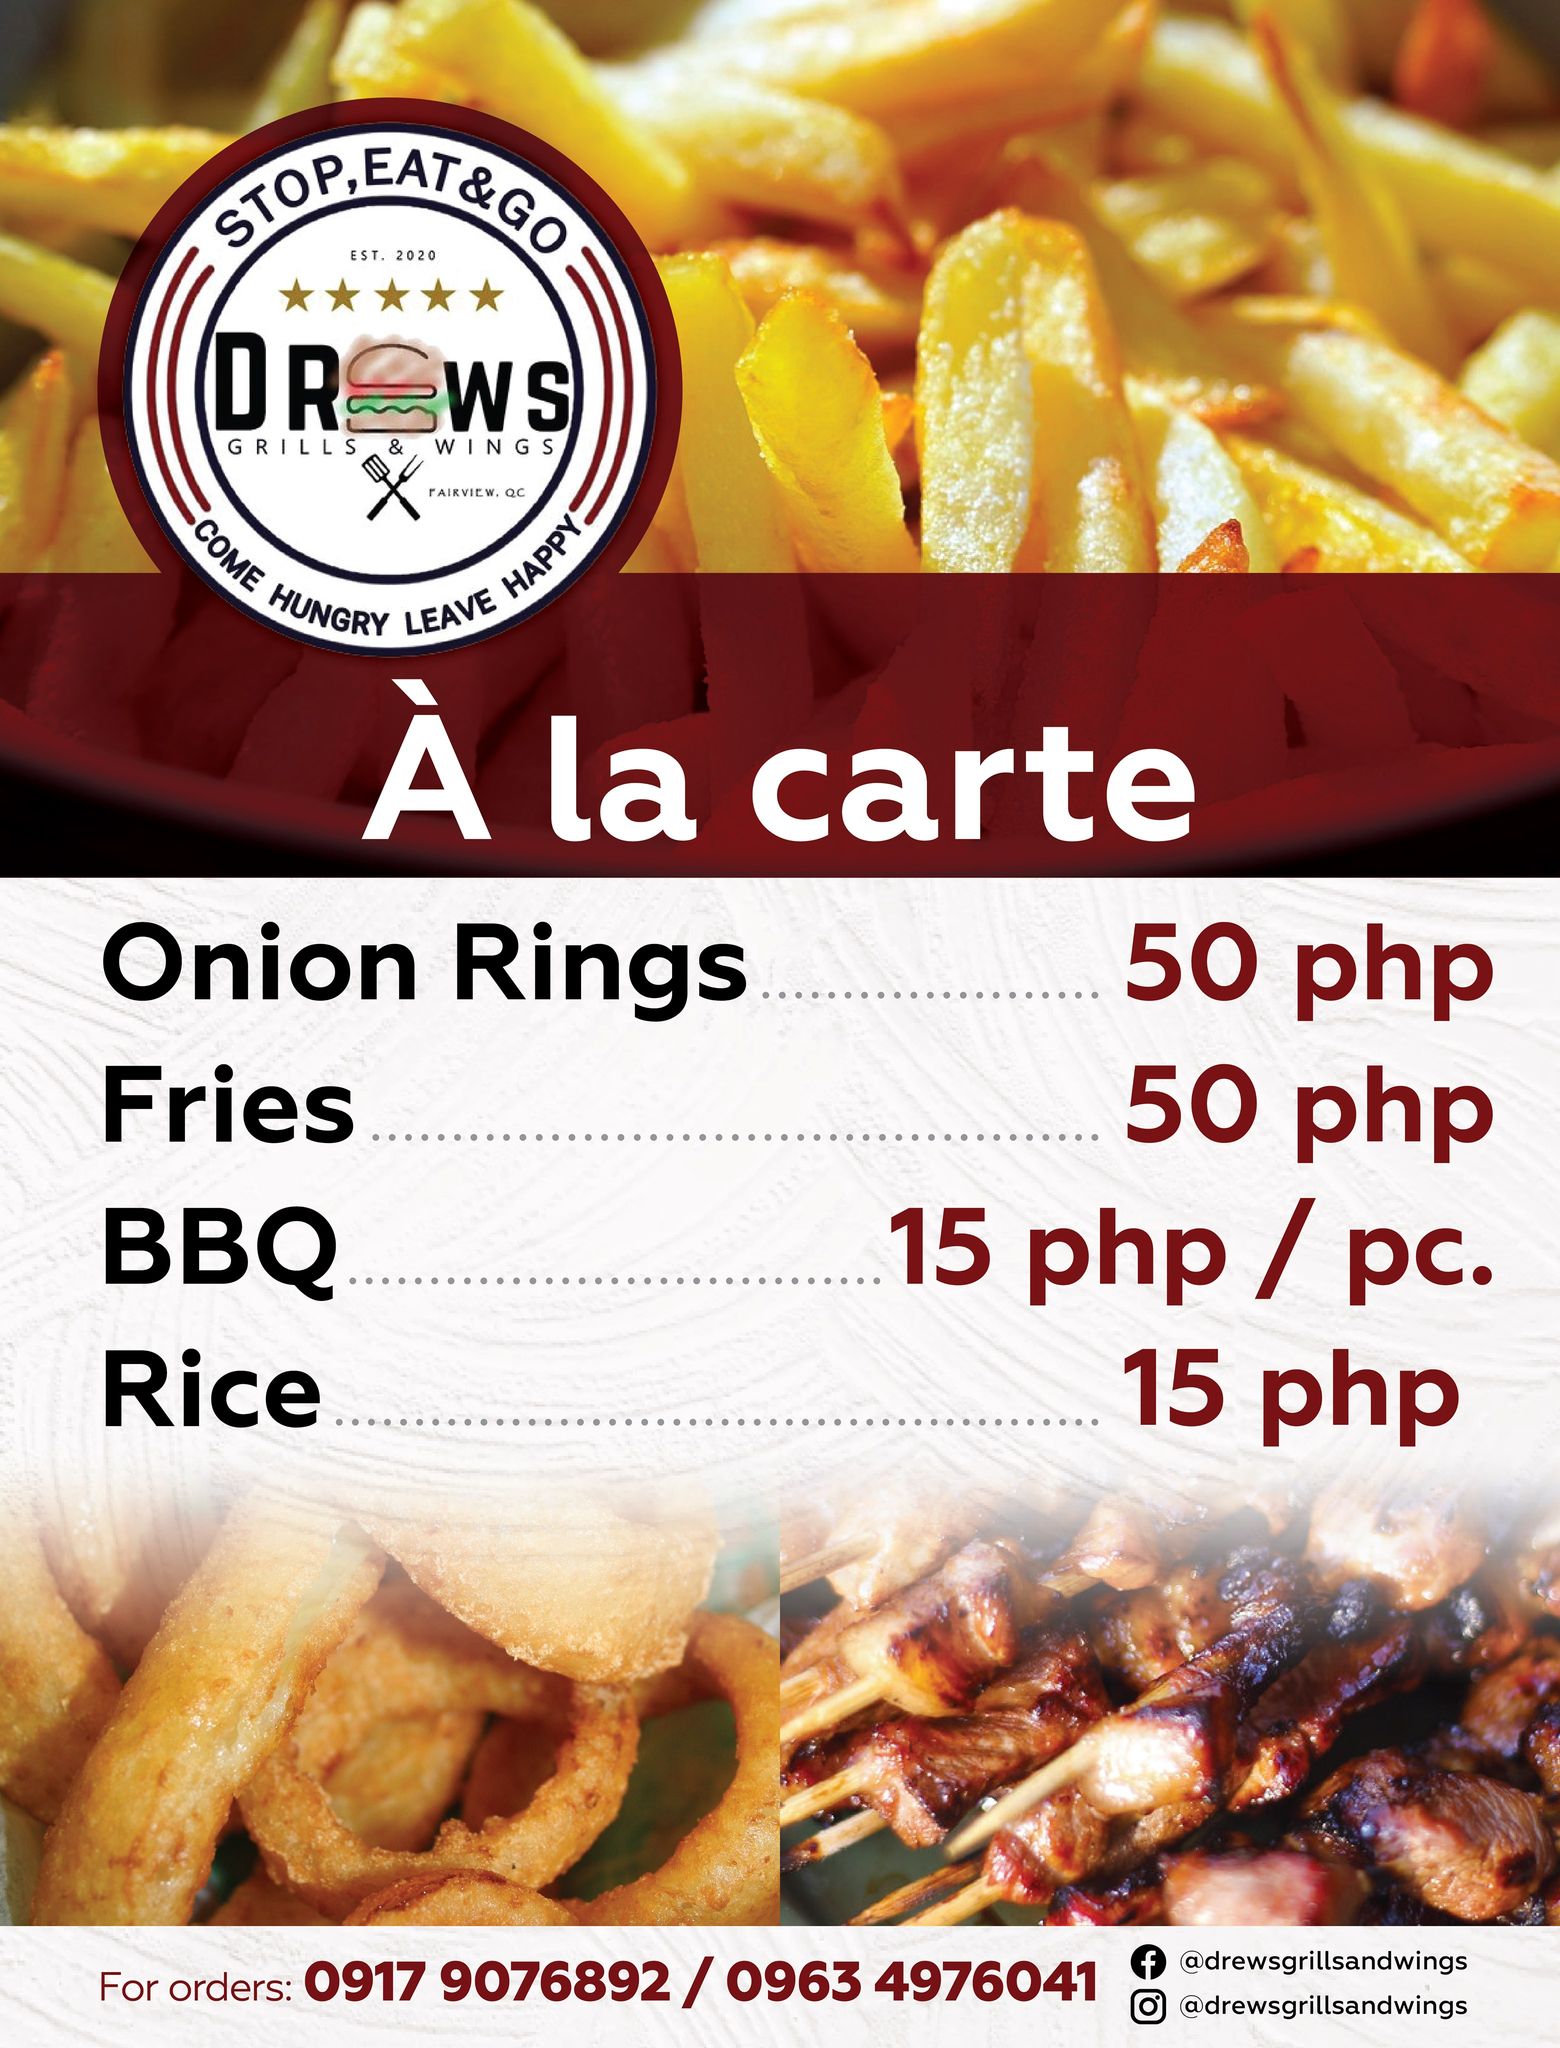 STOP, EAT & GO
EST. 2020
DREWS
GRILLS & WINGS
FAIRVIEW, QC
COME HUNGRY LEAVE HAPPY
À la carte
Onion Rings 50 php
Fries 50 php
BBQ 15 php / pc.
Rice 15 php
For orders: 0917 9076892 / 0963 4976041
@drewsgrillsandwings
@drewsgrillsandwings